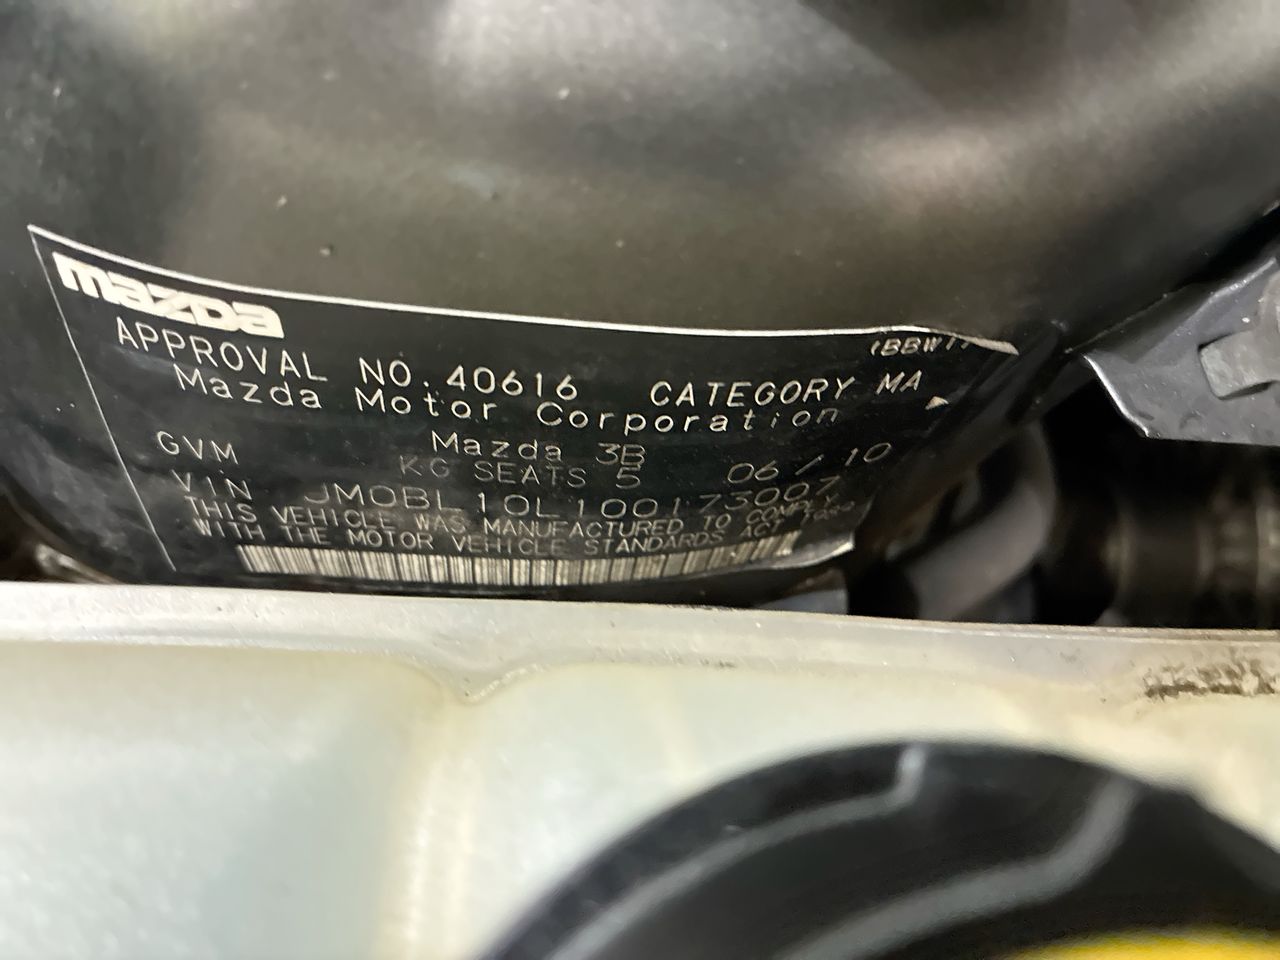 mazda
APPROVAL NO. 40616 CATEGORY MA
Mazda Motor Corporation
Mazda 3B
GVM KG SEATS 5 06/10
VIN JM0BL10L100173007
THIS VEHICLE WAS MANUFACTURED TO COMPLY
WITH THE MOTOR VEHICLE STANDARDS ACT 1989